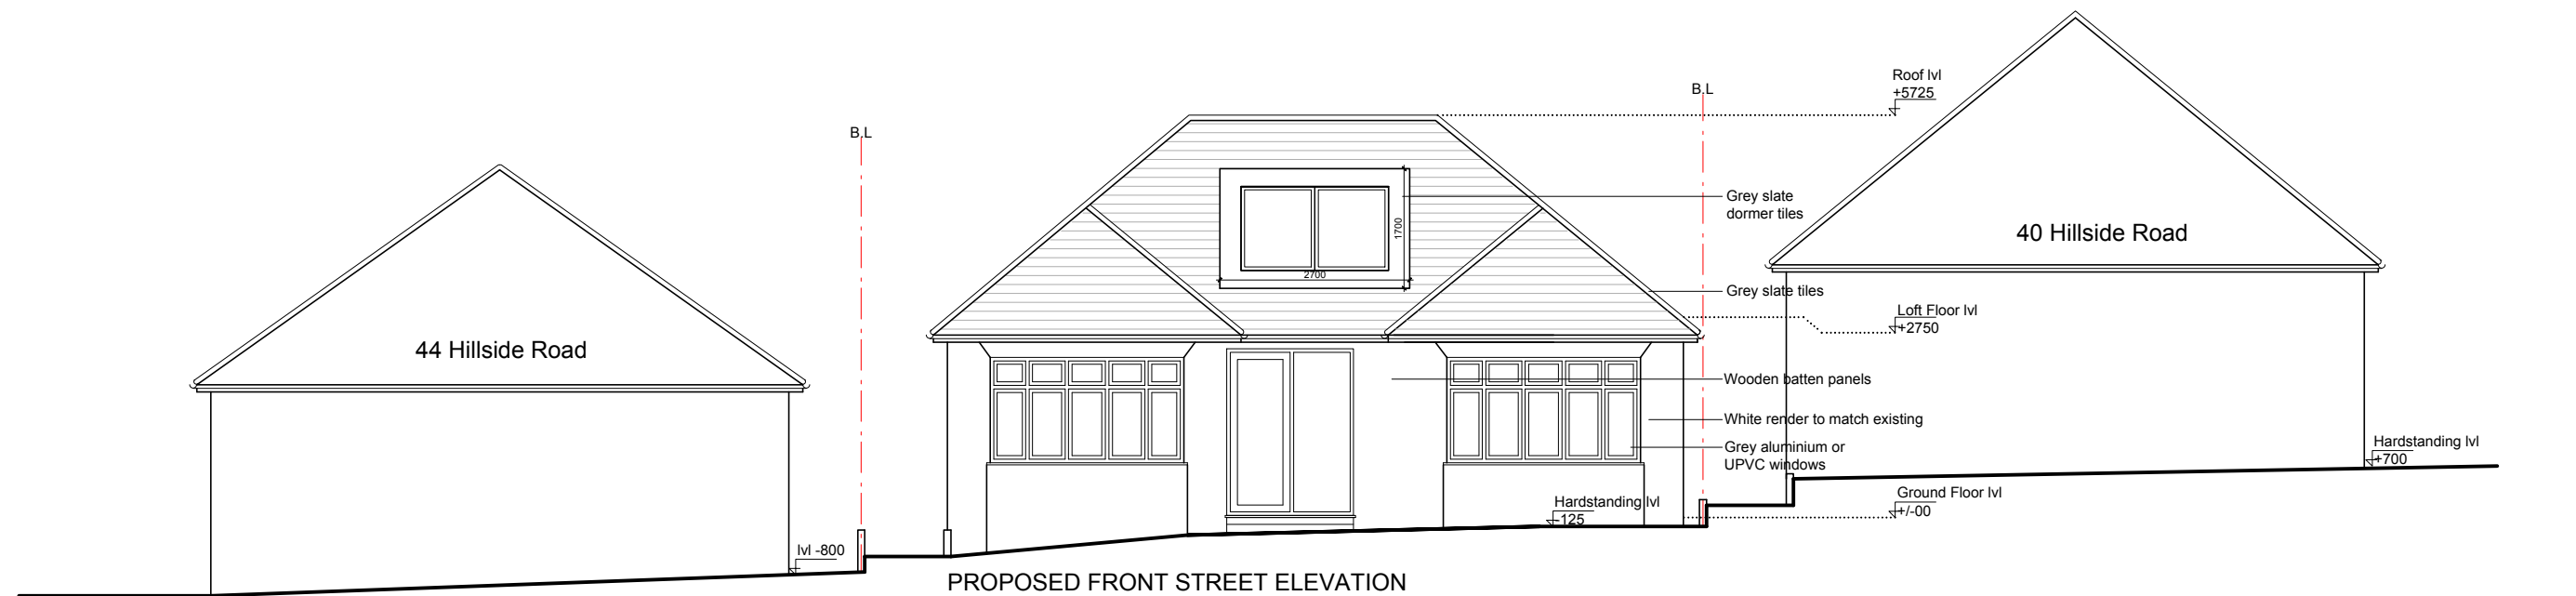 Roof lvl
+5725
B.L
B.L
Grey slate
dormer tiles
1700
40 Hillside Road
2700
Grey slate tiles
Loft Floor lvl
+2750
44 Hillside Road
Wooden batten panels
White render to match existing
Grey aluminium or
UPVC windows
Hardstanding lvl
+700
Hardstanding lvl
-125
Ground Floor lvl
+/-00
lvl -800
PROPOSED FRONT STREET ELEVATION